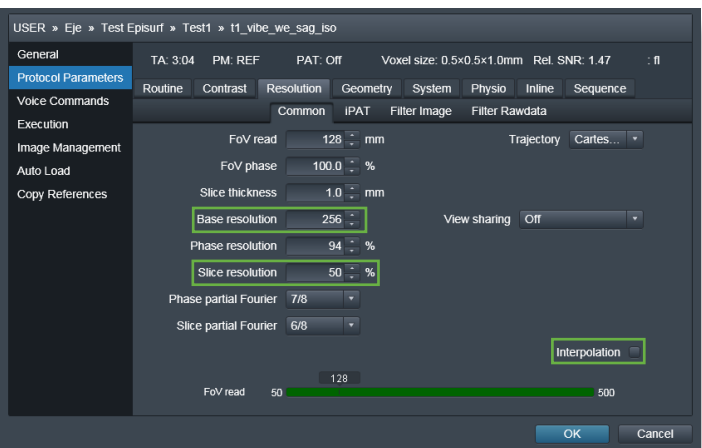 USER » Eje » Test Episurf » Test1 » t1_vibe_we_sag_iso
General
Protocol Parameters
Voice Commands
Execution
Image Management
Auto Load
Copy References
TA: 3:04 PM: REF PAT: Off Voxel size: 0.5×0.5×1.0mm Rel. SNR: 1.47 : fl
Routine Contrast Resolution Geometry System Physio Inline Sequence
Common iPAT Filter Image Filter Rawdata
FoV read 128 mm Trajectory Cartes...
FoV phase 100.0 %
Slice thickness 1.0 mm
Base resolution 256 View sharing Off
Phase resolution 94 %
Slice resolution 50 %
Phase partial Fourier 7/8
Slice partial Fourier 6/8
Interpolation
128
FoV read 50 500
OK Cancel